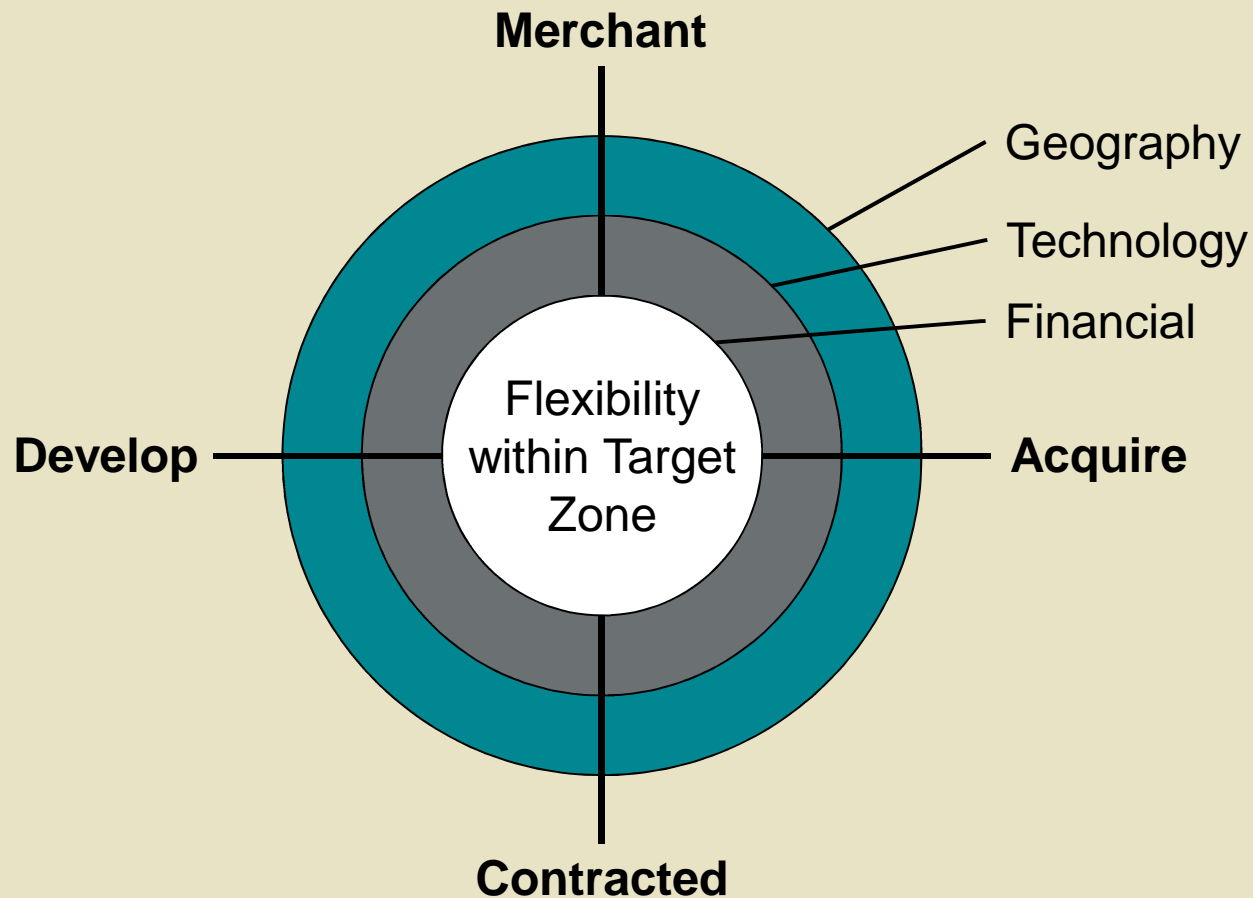 Merchant
Geography
Technology
Financial
Flexibility
within Target
Zone
Develop
Acquire
Contracted